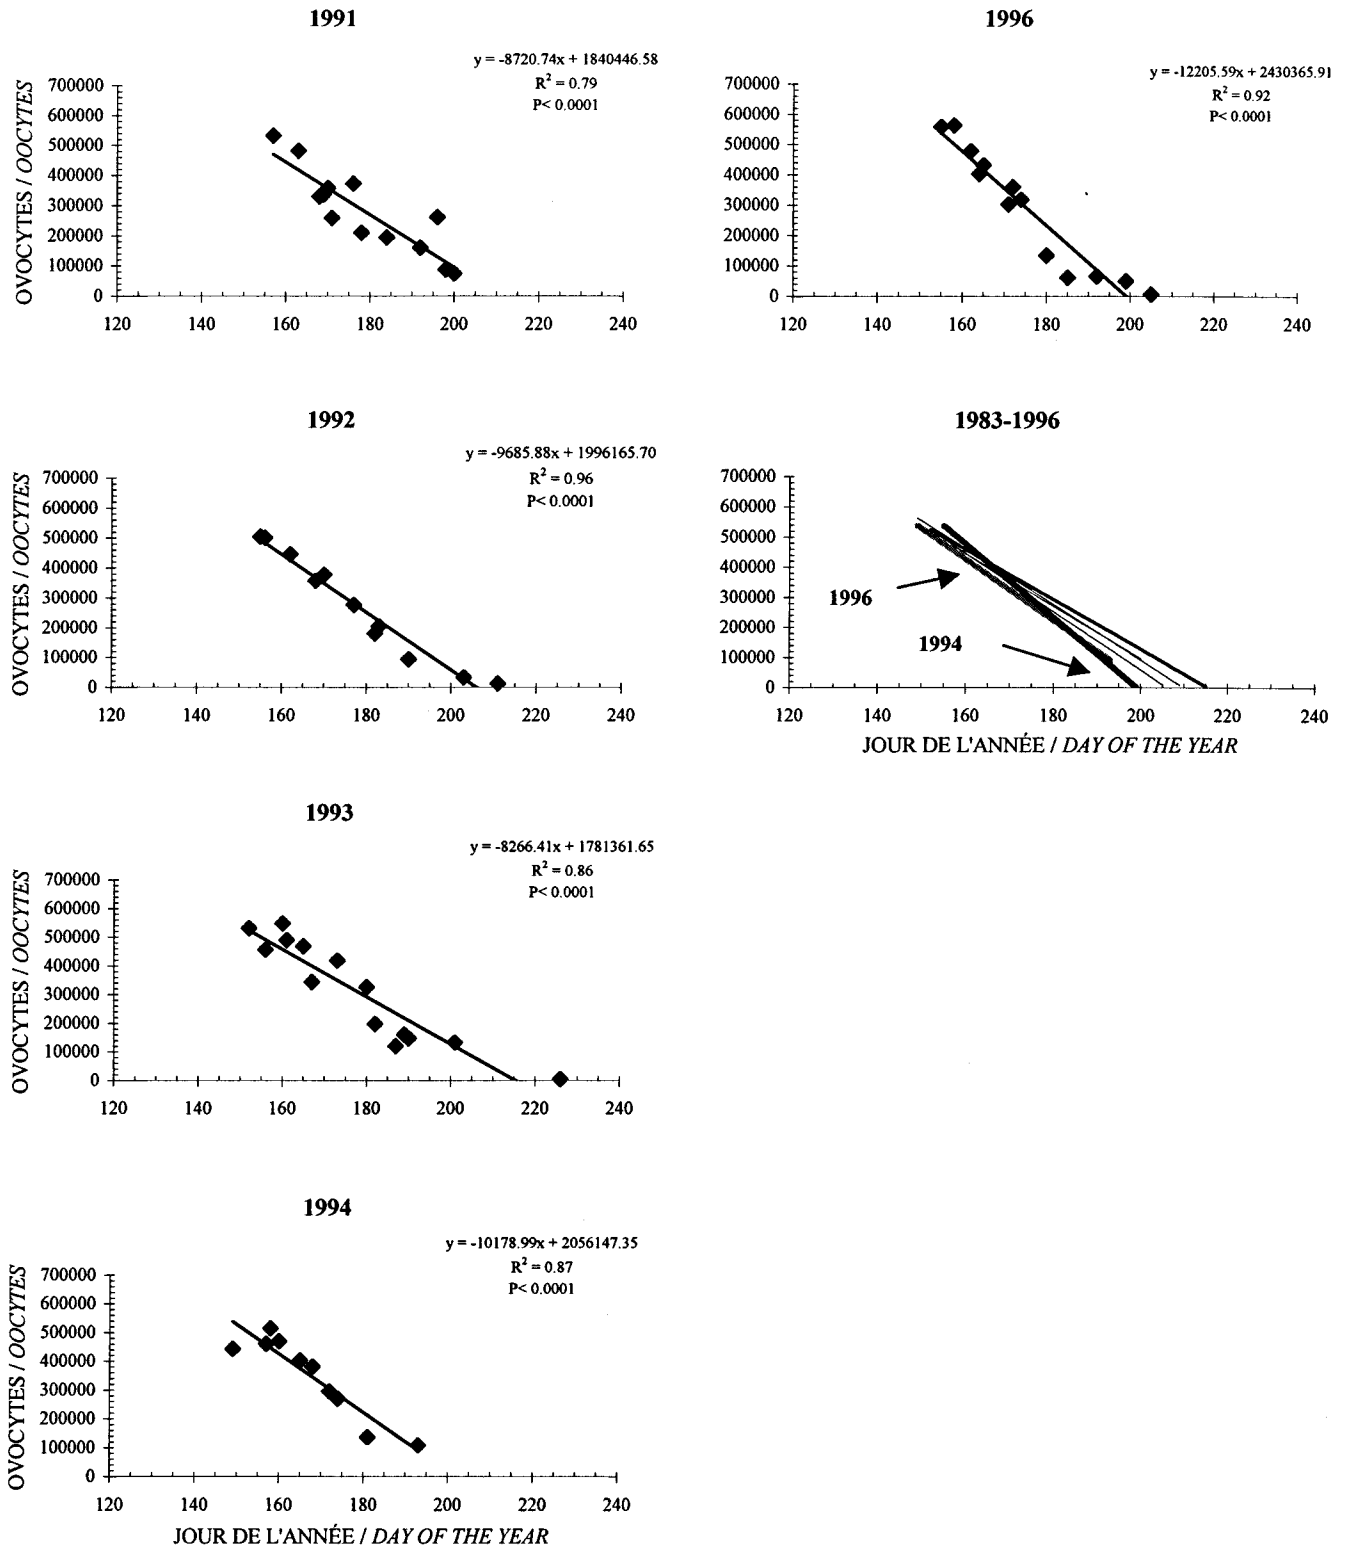 1991
y = -8720.74x + 1840446.58
R² = 0.79
P< 0.0001
OVOCYTES / OOCYTES
700000
600000
500000
400000
300000
200000
100000
0
120 140 160 180 200 220 240
1996
y = -12205.59x + 2430365.91
R² = 0.92
P< 0.0001
700000
600000
500000
400000
300000
200000
100000
0
120 140 160 180 200 220 240
1992
y = -9685.88x + 1996165.70
R² = 0.96
P< 0.0001
OVOCYTES / OOCYTES
700000
600000
500000
400000
300000
200000
100000
0
120 140 160 180 200 220 240
1983-1996
700000
600000
500000
400000
300000
200000
100000
0
1996
1994
120 140 160 180 200 220 240
JOUR DE L'ANNÉE / DAY OF THE YEAR
1993
y = -8266.41x + 1781361.65
R² = 0.86
P< 0.0001
OVOCYTES / OOCYTES
700000
600000
500000
400000
300000
200000
100000
0
120 140 160 180 200 220 240
1994
y = -10178.99x + 2056147.35
R² = 0.87
P< 0.0001
OVOCYTES / OOCYTES
700000
600000
500000
400000
300000
200000
100000
0
120 140 160 180 200 220 240
JOUR DE L'ANNÉE / DAY OF THE YEAR